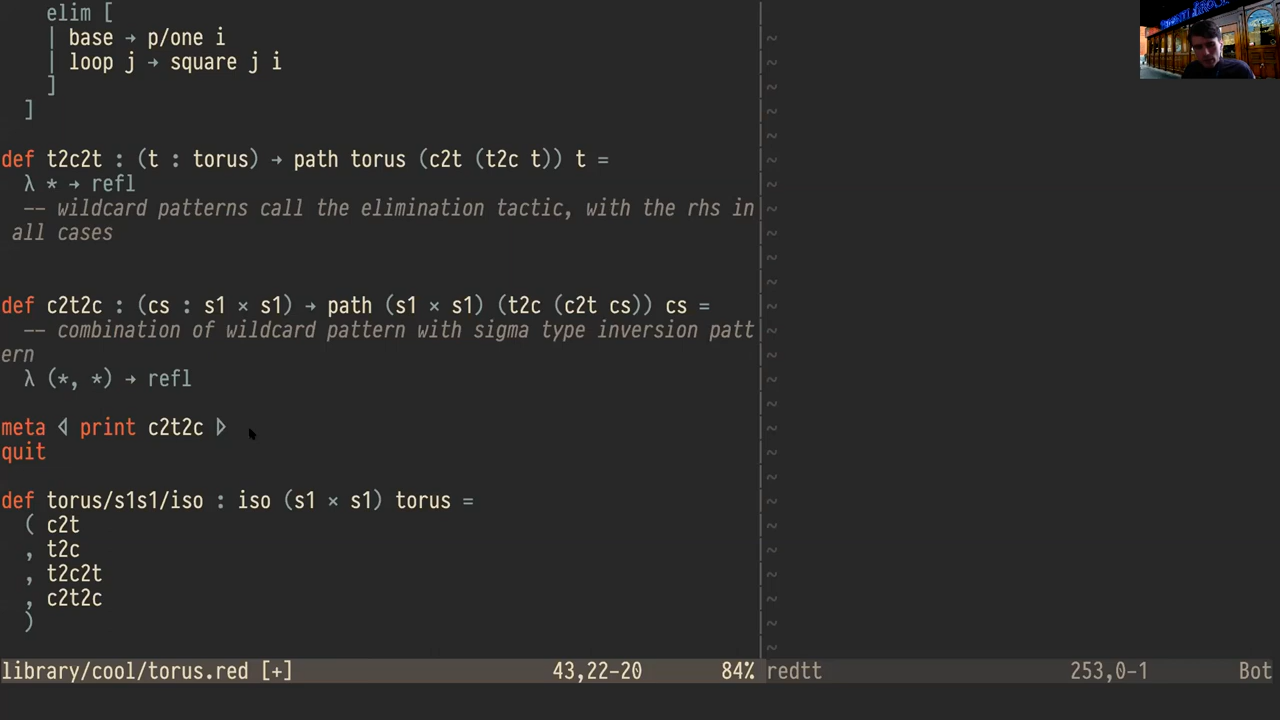 elim [
| base → p/one i
| loop j → square j i
]
]
def t2c2t : (t : torus) → path torus (c2t (t2c t)) t =
λ * → refl
-- wildcard patterns call the elimination tactic, with the rhs in
all cases
def c2t2c : (cs : s1 × s1) → path (s1 × s1) (t2c (c2t cs)) cs =
-- combination of wildcard pattern with sigma type inversion patt
ern
λ (*, *) → refl
meta ⦉ print c2t2c ⦊
quit
def torus/s1s1/iso : iso (s1 × s1) torus =
( c2t
, t2c
, t2c2t
, c2t2c
)
library/cool/torus.red [+] 43,22-20 84% redtt 253,0-1 Bot